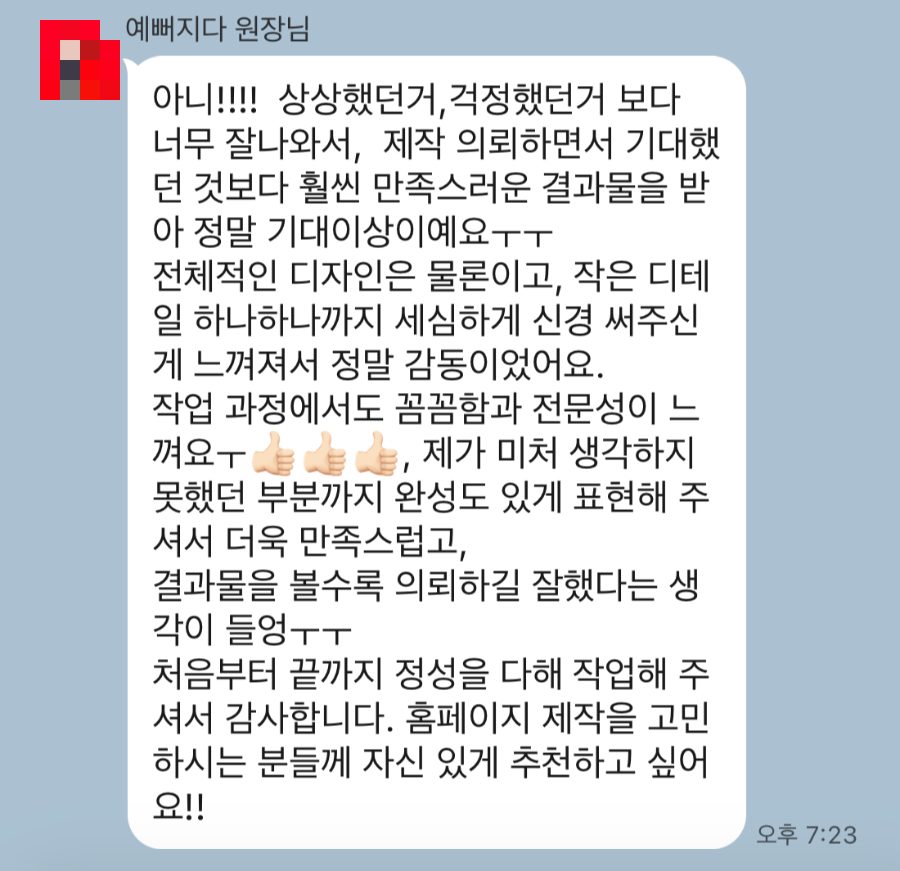 예뻐지다 원장님
아니!!!! 상상했던거,걱정했던거 보다
너무 잘나와서, 제작 의뢰하면서 기대했
던 것보다 훨씬 만족스러운 결과물을 받
아 정말 기대이상이예요ㅜㅜ
전체적인 디자인은 물론이고, 작은 디테
일 하나하나까지 세심하게 신경 써주신
게 느껴져서 정말 감동이었어요.
작업 과정에서도 꼼꼼함과 전문성이 느
껴요ㅜ👍🏻👍🏻👍🏻, 제가 미처 생각하지
못했던 부분까지 완성도 있게 표현해 주
셔서 더욱 만족스럽고,
결과물을 볼수록 의뢰하길 잘했다는 생
각이 들엉ㅜㅜ
처음부터 끝까지 정성을 다해 작업해 주
셔서 감사합니다. 홈페이지 제작을 고민
하시는 분들께 자신 있게 추천하고 싶어
요!!
오후 7:23